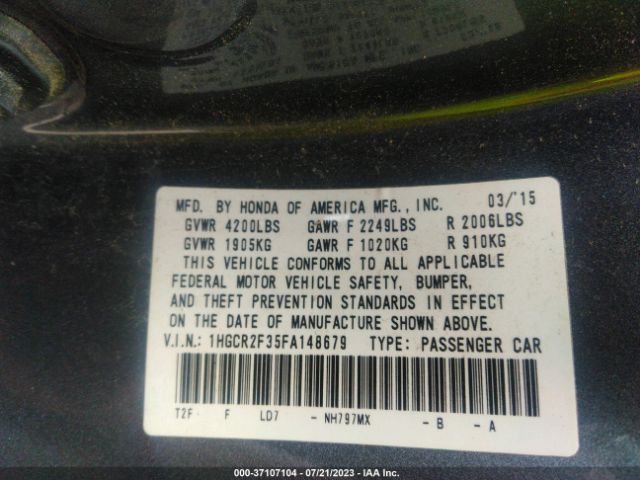 MFD. BY HONDA OF AMERICA MFG., INC. 03/'15
GVWR 4200LBS GAWR F 2249LBS R 2006LBS
GVWR 1905KG GAWR F 1020KG R 910KG
THIS VEHICLE CONFORMS TO ALL APPLICABLE
FEDERAL MOTOR VEHICLE SAFETY, BUMPER,
AND THEFT PREVENTION STANDARDS IN EFFECT
ON THE DATE OF MANUFACTURE SHOWN ABOVE.
V.I.N.: 1HGCR2F35FA148679 TYPE: PASSENGER CAR
T2F F LD7 - NH797MX - B - A
000-37107104 - 07/21/2023 - IAA Inc.